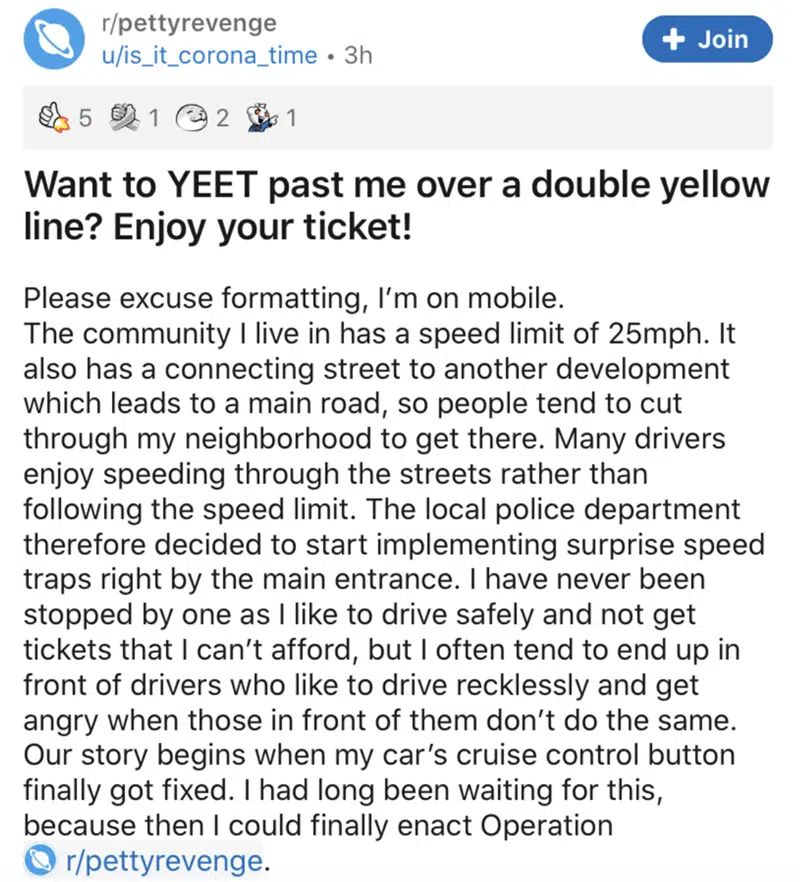 r/pettyrevenge
u/is_it_corona_time • 3h
+ Join
5 1 2 1
Want to YEET past me over a double yellow
line? Enjoy your ticket!
Please excuse formatting, I’m on mobile.
The community I live in has a speed limit of 25mph. It
also has a connecting street to another development
which leads to a main road, so people tend to cut
through my neighborhood to get there. Many drivers
enjoy speeding through the streets rather than
following the speed limit. The local police department
therefore decided to start implementing surprise speed
traps right by the main entrance. I have never been
stopped by one as I like to drive safely and not get
tickets that I can’t afford, but I often tend to end up in
front of drivers who like to drive recklessly and get
angry when those in front of them don’t do the same.
Our story begins when my car’s cruise control button
finally got fixed. I had long been waiting for this,
because then I could finally enact Operation
r/pettyrevenge.